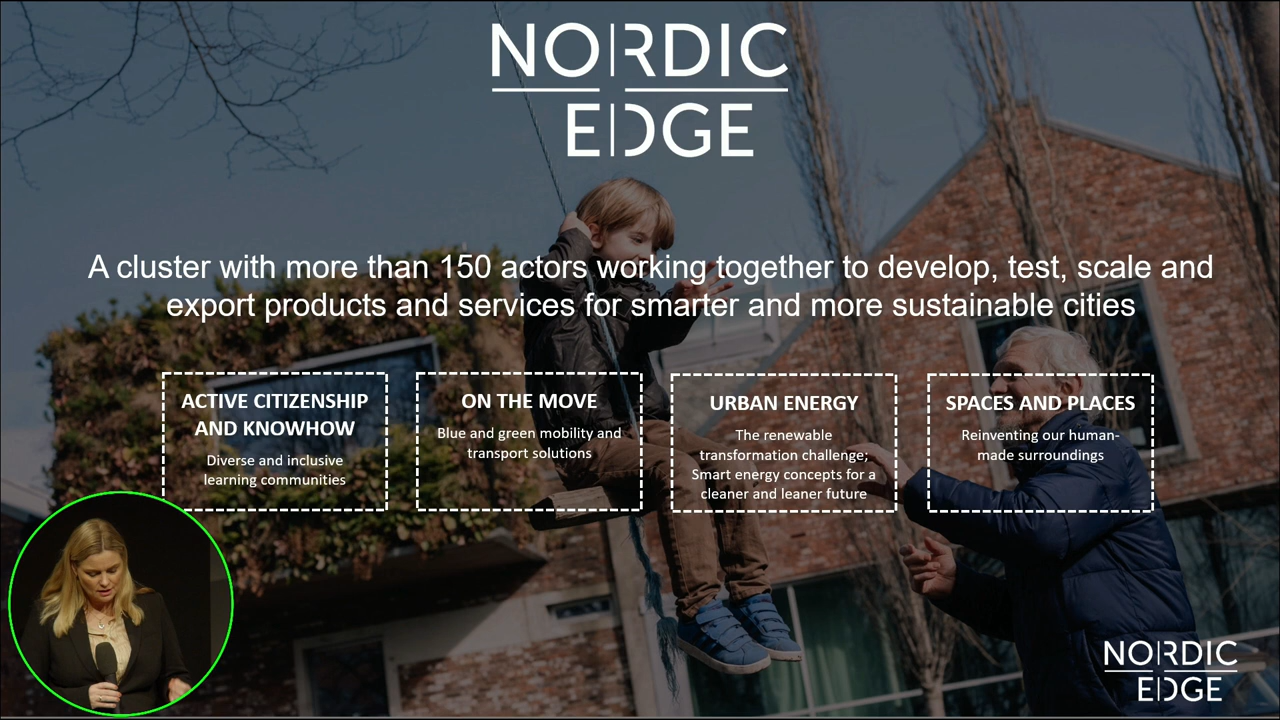 NORDIC
EDGE
A cluster with more than 150 actors working together to develop, test, scale and
export products and services for smarter and more sustainable cities
ACTIVE CITIZENSHIP
AND KNOWHOW
Diverse and inclusive
learning communities
ON THE MOVE
Blue and green mobility and
transport solutions
URBAN ENERGY
The renewable
transformation challenge;
Smart energy concepts for a
cleaner and leaner future
SPACES AND PLACES
Reinventing our human-
made surroundings
NORDIC
EDGE